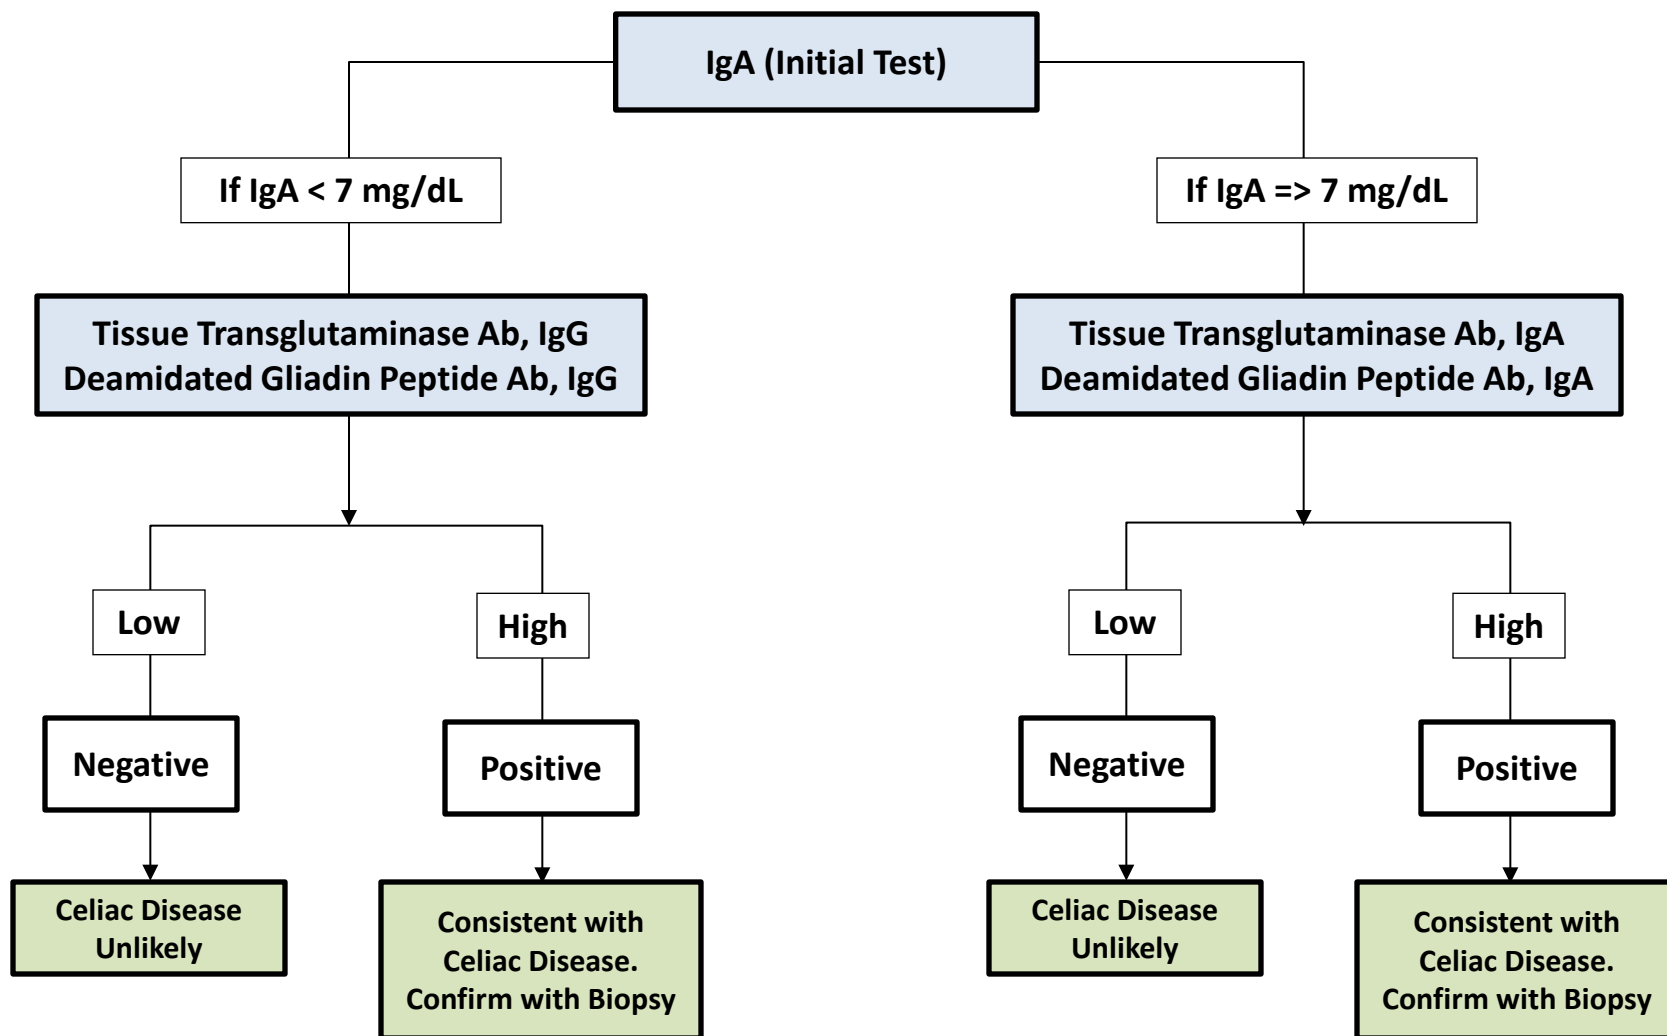 IgA (Initial Test)
If IgA < 7 mg/dL
If IgA => 7 mg/dL
Tissue Transglutaminase Ab, IgG
Deamidated Gliadin Peptide Ab, IgG
Tissue Transglutaminase Ab, IgA
Deamidated Gliadin Peptide Ab, IgA
Low
High
Low
High
Negative
Positive
Negative
Positive
Celiac Disease
Unlikely
Consistent with
Celiac Disease.
Confirm with Biopsy
Celiac Disease
Unlikely
Consistent with
Celiac Disease.
Confirm with Biopsy